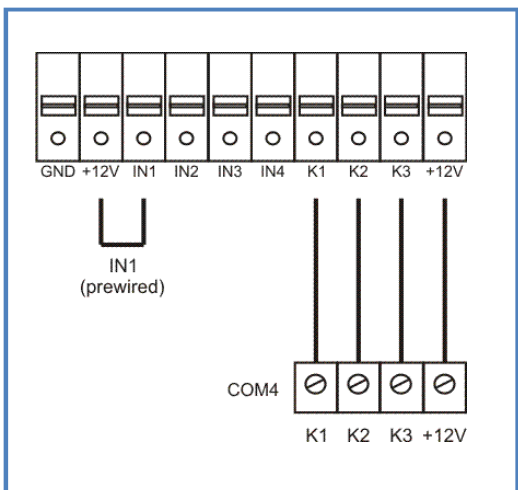 GND +12V IN1 IN2 IN3 IN4 K1 K2 K3 +12V
IN1
(prewired)
COM4
K1 K2 K3 +12V